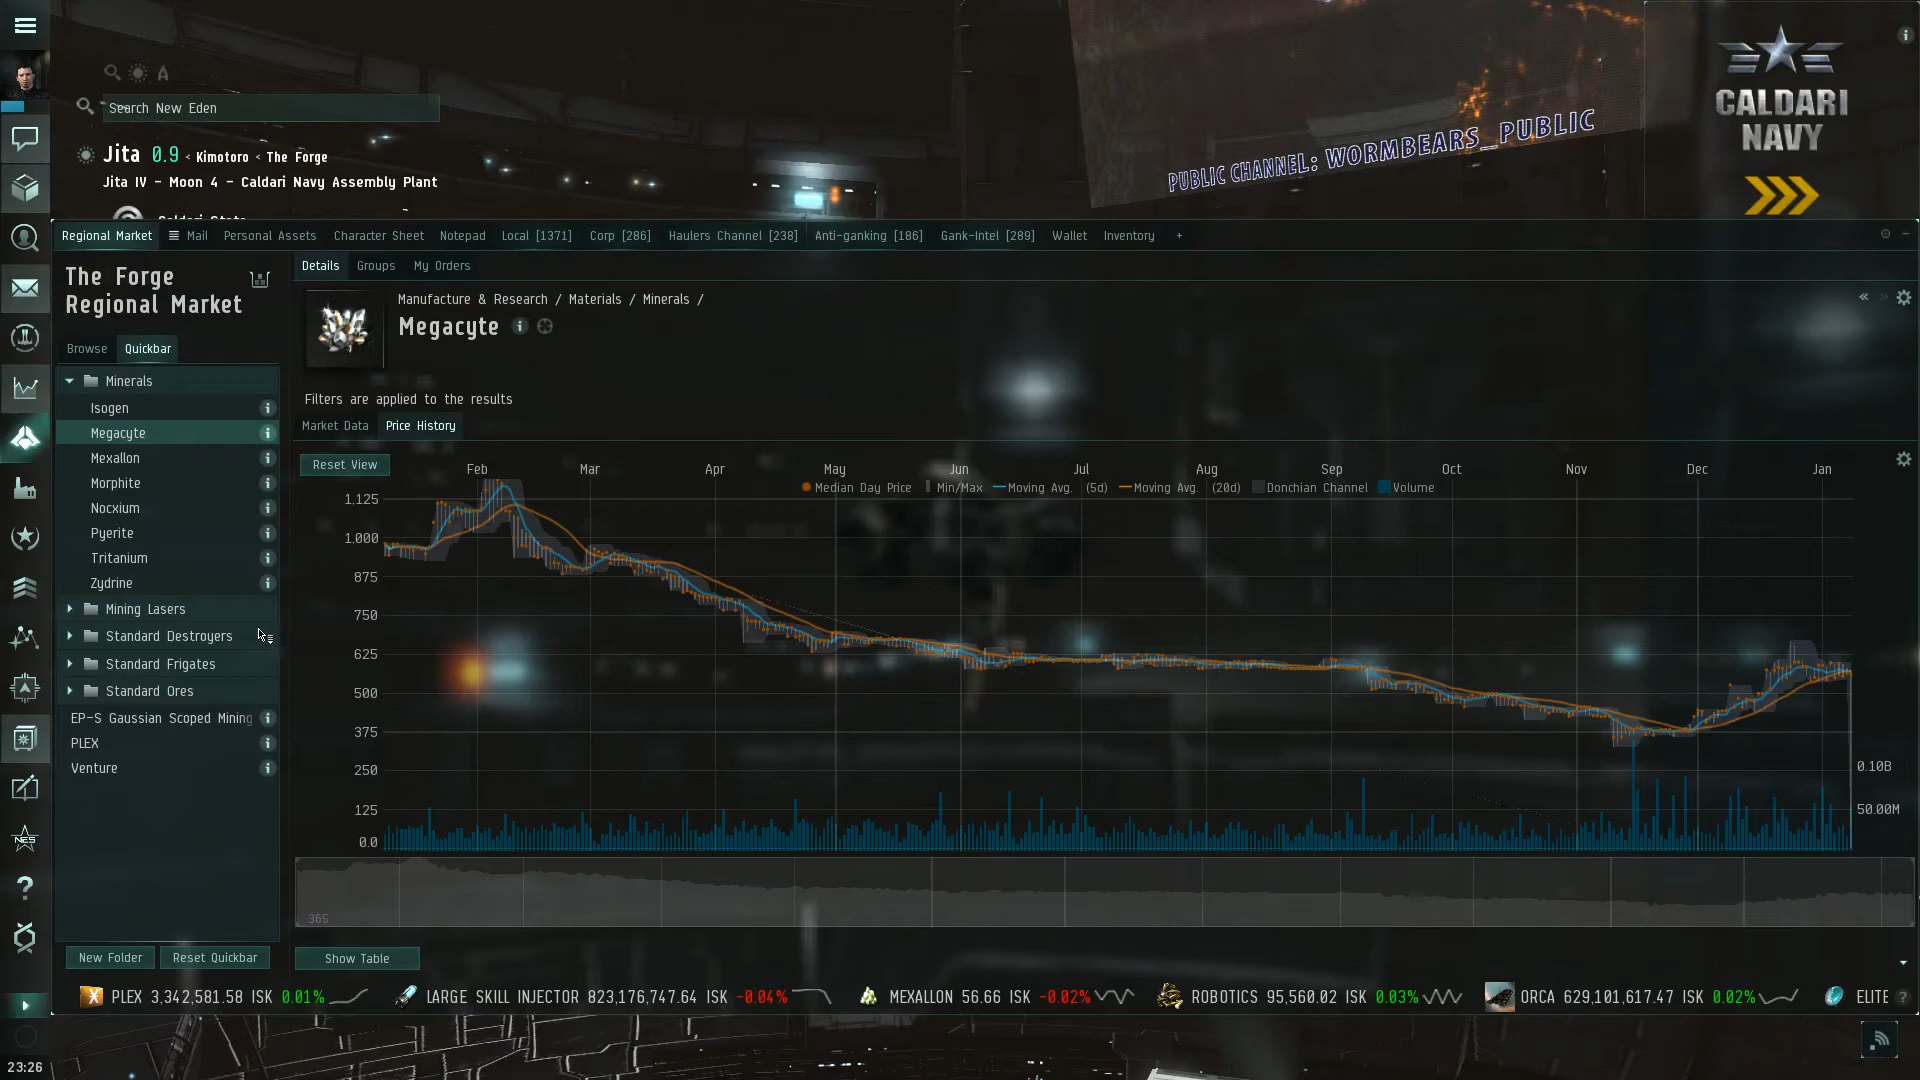 Search New Eden
Jita 0.9 < Kimotoro < The Forge
Jita IV - Moon 4 - Caldari Navy Assembly Plant
PUBLIC CHANNEL: WORMBEARS_PUBLIC
CALDARI
NAVY
Regional Market
Mail
Personal Assets
Character Sheet
Notepad
Local [1371]
Corp [286]
Haulers Channel [238]
Anti-ganking [186]
Gank-Intel [289]
Wallet
Inventory
+
The Forge
Regional Market
Browse
Quickbar
Minerals
Isogen
Megacyte
Mexallon
Morphite
Nocxium
Pyerite
Tritanium
Zydrine
Mining Lasers
Standard Destroyers
Standard Frigates
Standard Ores
EP-S Gaussian Scoped Mining
PLEX
Venture
New Folder
Reset Quickbar
Details
Groups
My Orders
Manufacture & Research / Materials / Minerals /
Megacyte
Filters are applied to the results
Market Data
Price History
Reset View
Feb Mar Apr May Jun Jul Aug Sep Oct Nov Dec Jan
Median Day Price Min/Max Moving Avg. (5d) Moving Avg. (20d) Donchian Channel Volume
1,125
1,000
875
750
625
500
375
250
125
0.0
0.10B
50.00M
365
Show Table
PLEX 3,342,581.58 ISK 0.01%
LARGE SKILL INJECTOR 823,176,747.64 ISK -0.04%
MEXALLON 56.66 ISK -0.02%
ROBOTICS 95,560.02 ISK 0.03%
ORCA 629,101,617.47 ISK 0.02%
ELITE
NES
?
23:26